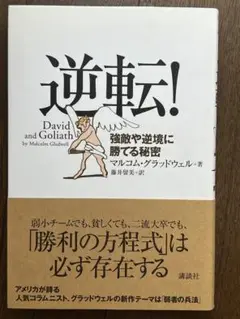 逆転!
David
and Goliath
by Malcolm Gladwell
強敵や逆境に
勝てる秘密
マルコム・グラッドウェル=著
藤井留美=訳
弱小チームでも、貧しくても、二流大卒でも、
「勝利の方程式」は
必ず存在する
講談社
アメリカが誇る
人気コラムニスト、グラッドウェルの新作テーマは「弱者の兵法」